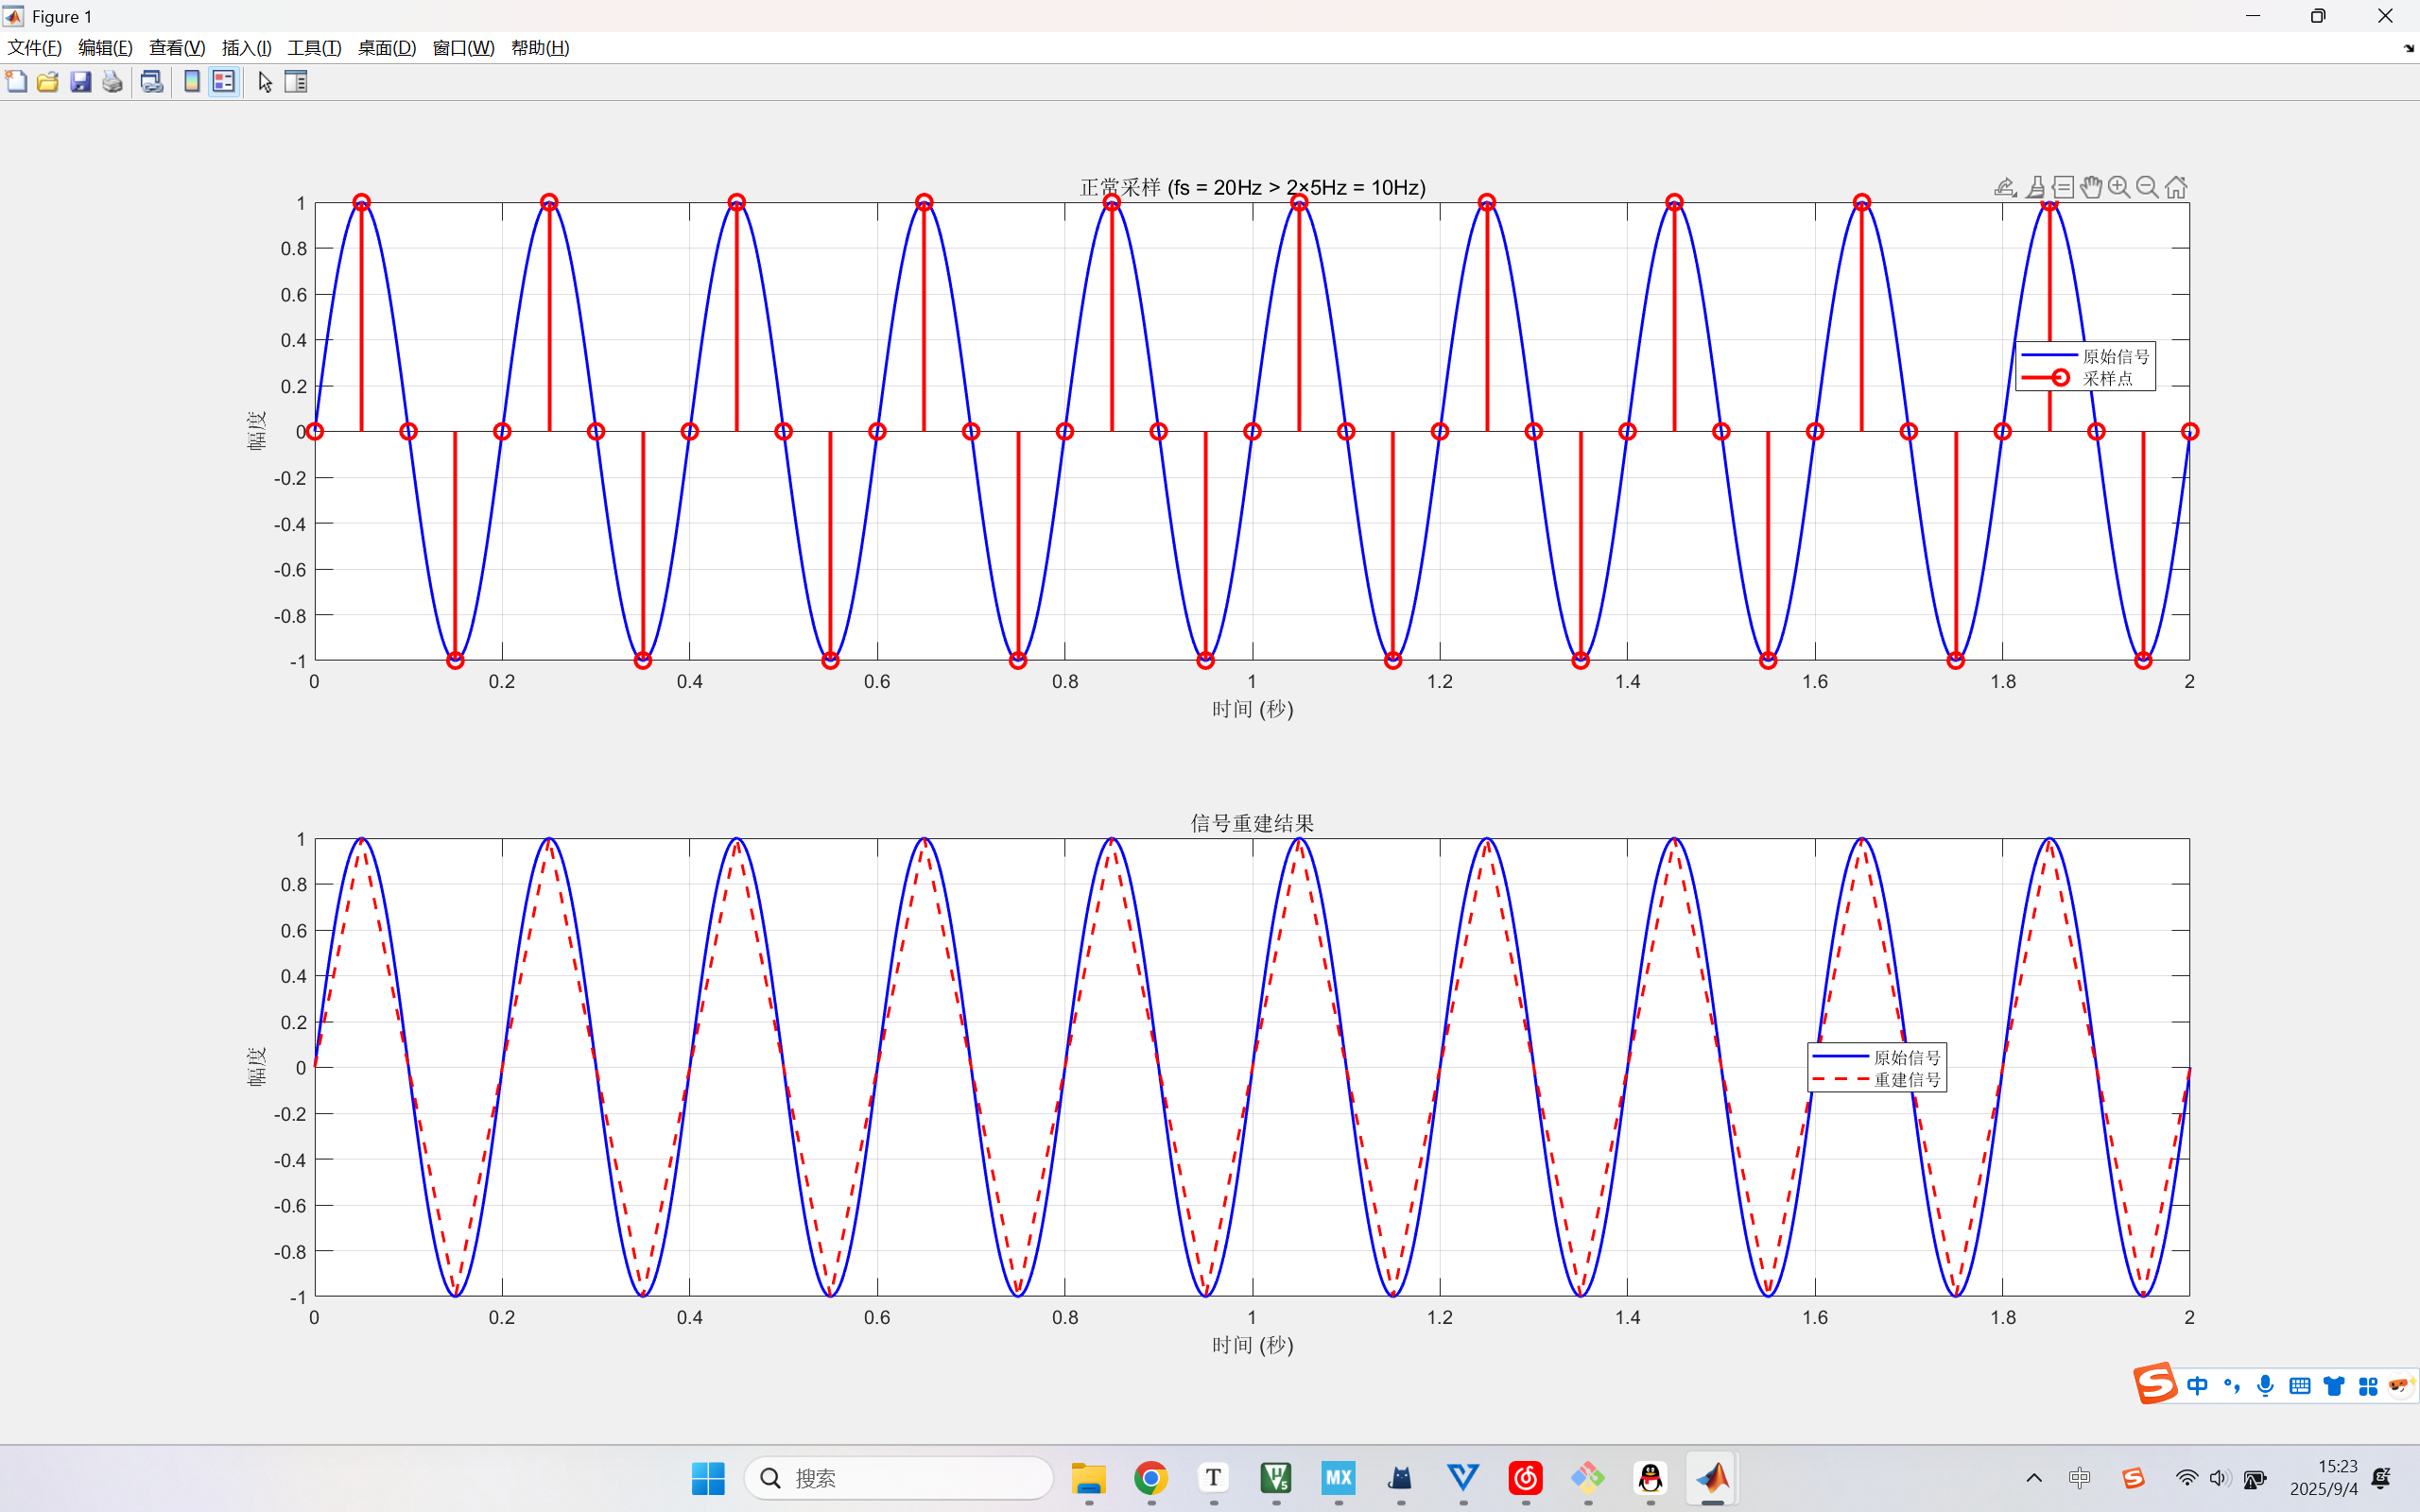 Figure 1
文件(F) 编辑(E) 查看(V) 插入(I) 工具(T) 桌面(D) 窗口(W) 帮助(H)
正常采样 (fs = 20Hz > 2×5Hz = 10Hz)
1
0.8
0.6
0.4
0.2
0
-0.2
-0.4
-0.6
-0.8
-1
幅度
原始信号
采样点
0 0.2 0.4 0.6 0.8 1 1.2 1.4 1.6 1.8 2
时间 (秒)
信号重建结果
1
0.8
0.6
0.4
0.2
0
-0.2
-0.4
-0.6
-0.8
-1
幅度
原始信号
重建信号
0 0.2 0.4 0.6 0.8 1 1.2 1.4 1.6 1.8 2
时间 (秒)
S 中
搜索
T
V5
MX
中
S
15:23
2025/9/4